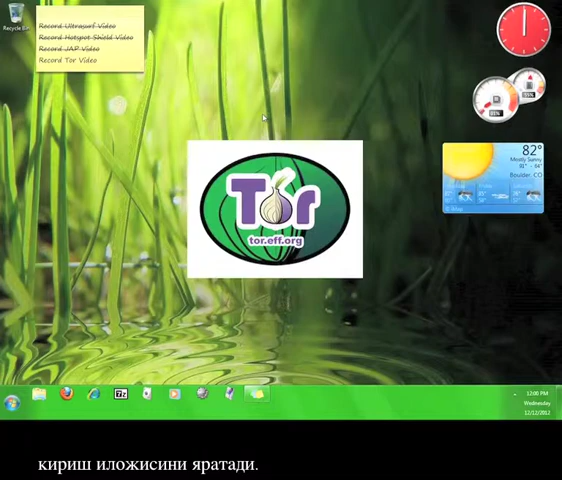 Recycle Bin
Record Ultrasurf Video
Record Hotspot Shield Video
Record JAP Video
Record Tor Video
82°
Mostly Sunny
Boulder, CO
Tor
tor.eff.org
7z
12:00 PM
Wednesday
12/12/2012
кириш иложисини яратади.